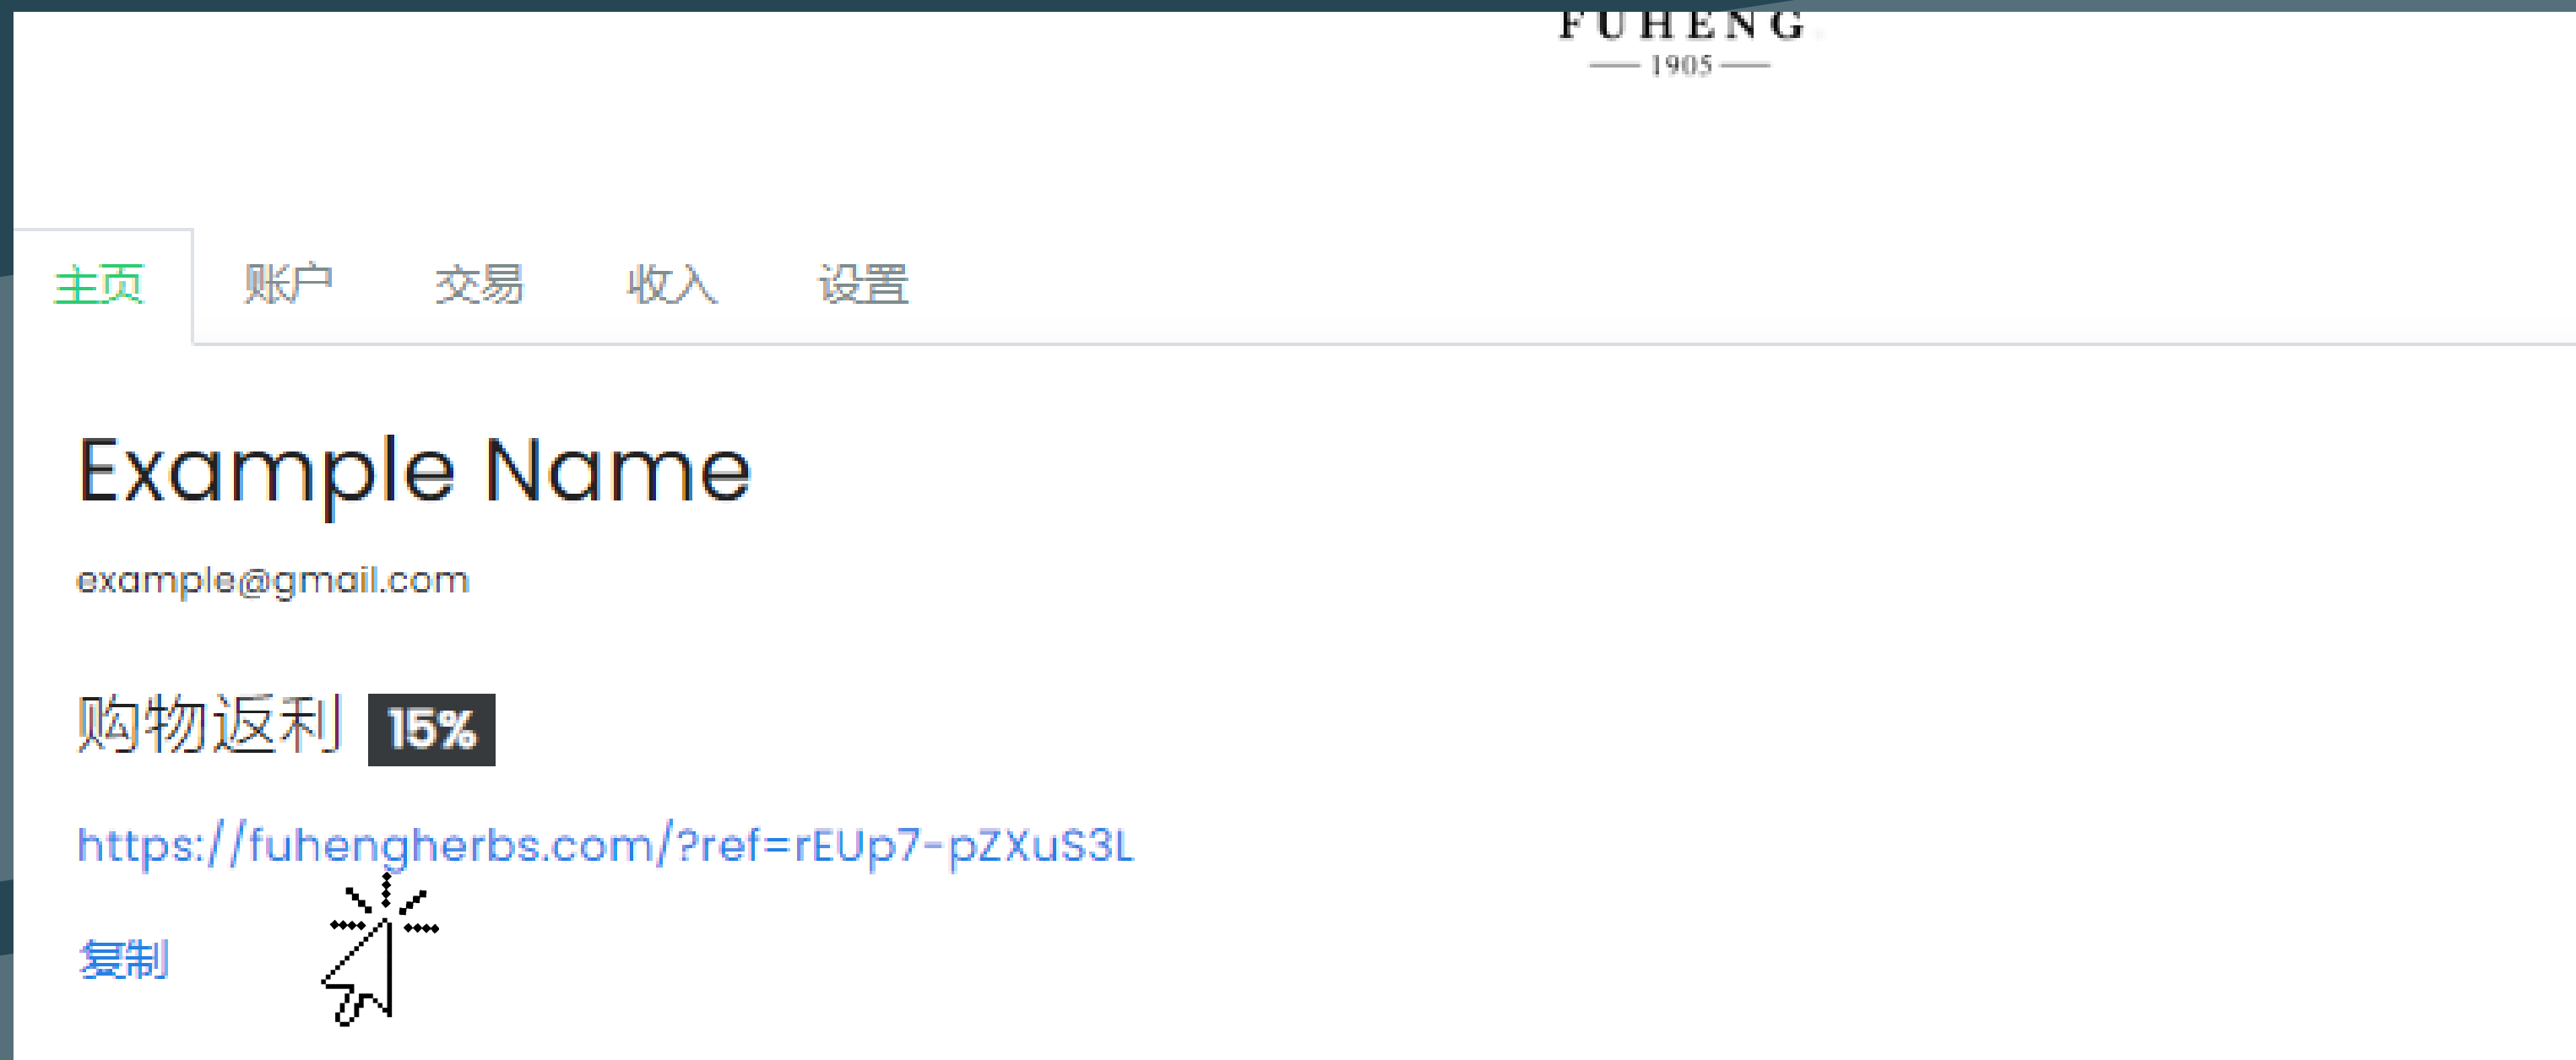 FUHENG
1905
主页 账户 交易 收入 设置
Example Name
example@gmail.com
购物返利 15%
https://fuhengherbs.com/?ref=rEUp7-pZXuS3L
复制